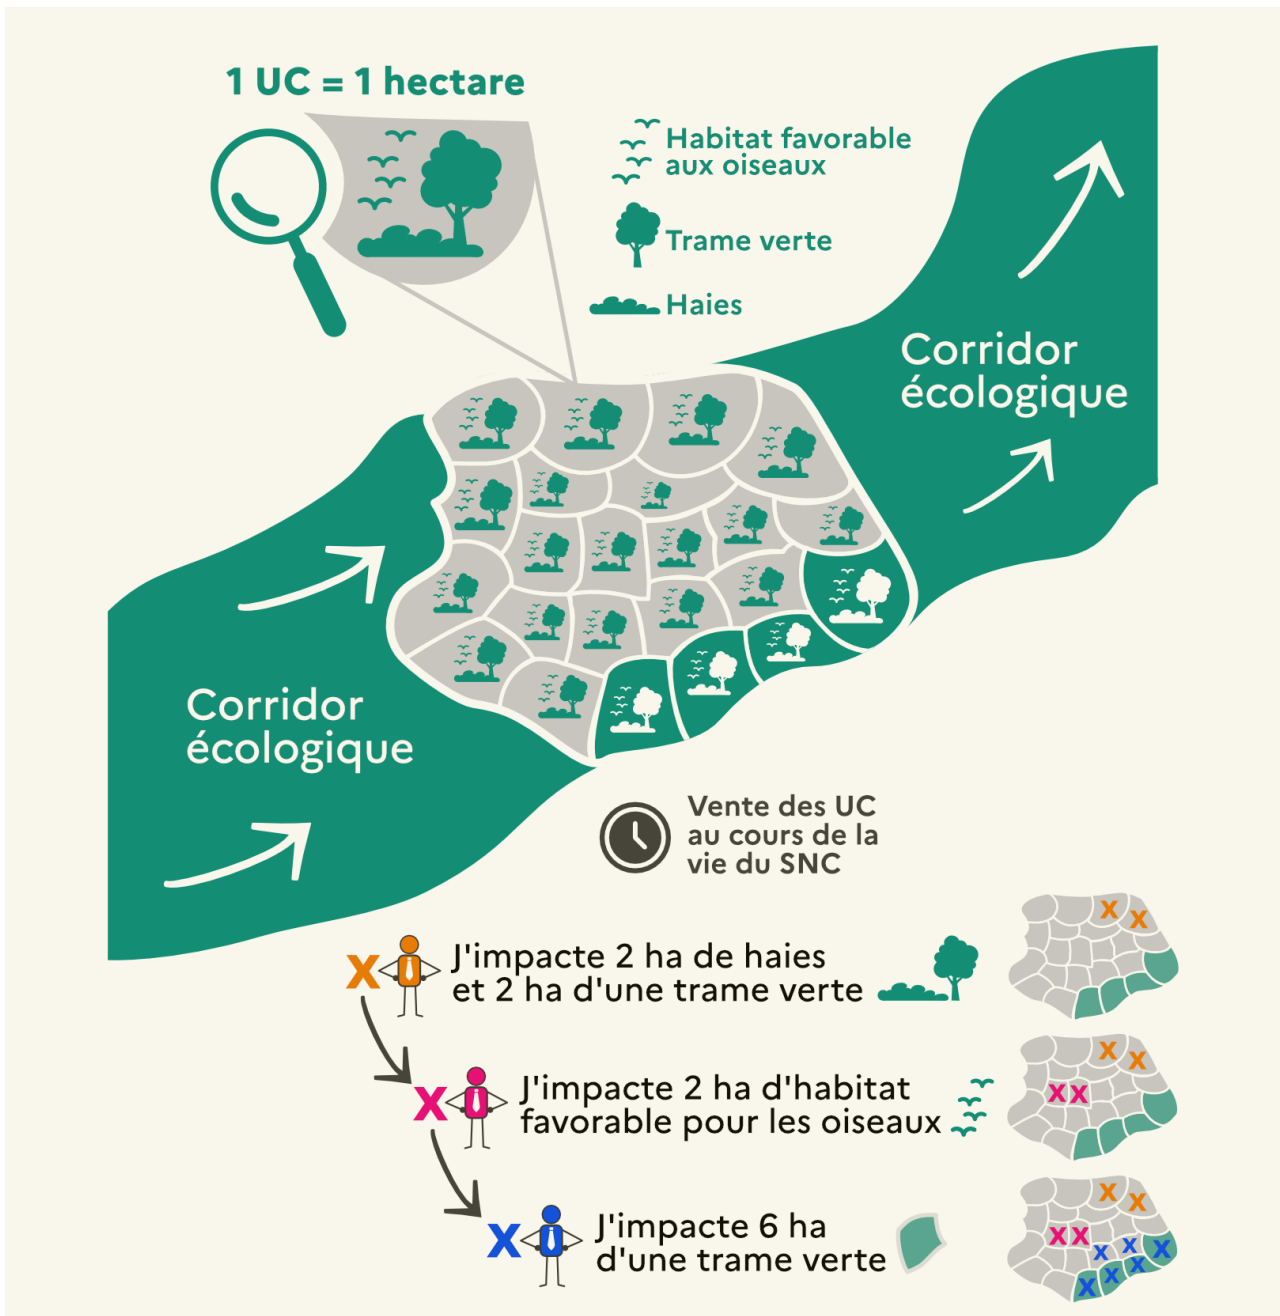 1 UC = 1 hectare
Habitat favorable
aux oiseaux
Trame verte
Haies
Corridor
écologique
Corridor
écologique
Vente des UC
au cours de la
vie du SNC
X
J'impacte 2 ha de haies
et 2 ha d'une trame verte
X X
X
J'impacte 2 ha d'habitat
favorable pour les oiseaux
X X
X X
X
J'impacte 6 ha
d'une trame verte
X X
X X
X X X
X X X